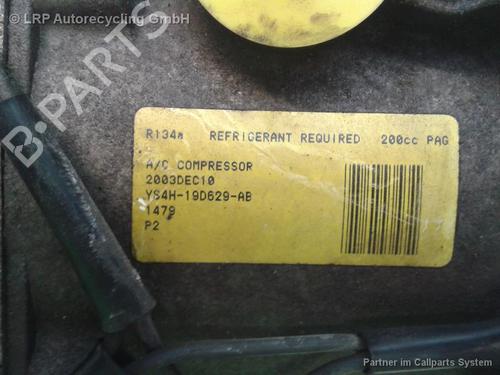 © LRP Autorecycling GmbH
B-PARTS
R134a REFRIGERANT REQUIRED 200cc PAG
A/C COMPRESSOR
2003DEC10
YS4H-19D629-AB
1479
P2
Partner im Callparts System